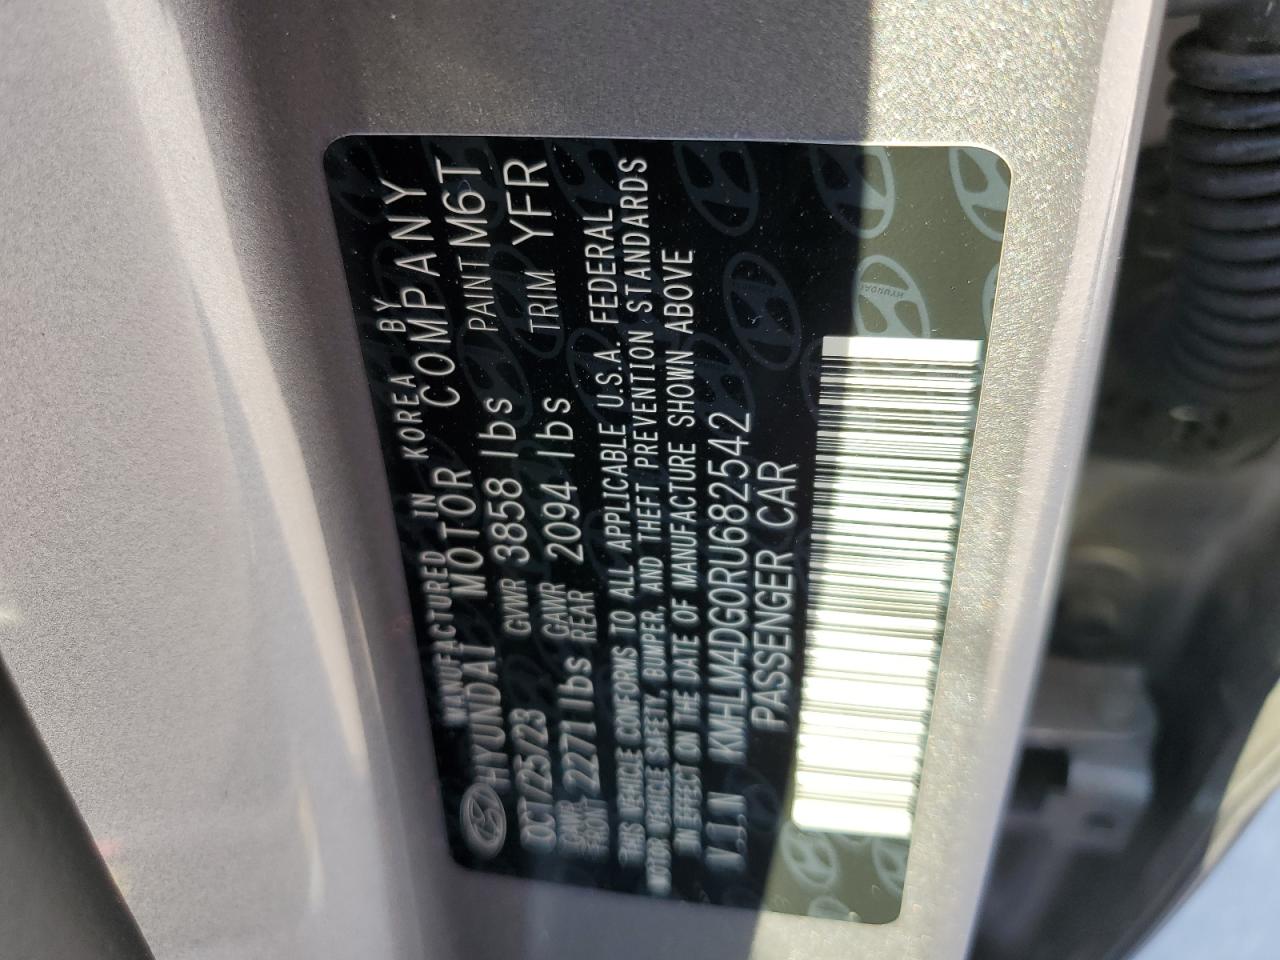 MANUFACTURED IN KOREA BY
HYUNDAI MOTOR COMPANY
OCT/25/23 GVWR 3858 lbs PAINT M6T
GAWR FRONT 2271 lbs GAWR REAR 2094 lbs TRIM YFR
THIS VEHICLE CONFORMS TO ALL APPLICABLE U.S.A. FEDERAL
MOTOR VEHICLE SAFETY, BUMPER, AND THEFT PREVENTION STANDARDS
IN EFFECT ON THE DATE OF MANUFACTURE SHOWN ABOVE
V.I.N KMHLM4DG0RU682542
PASSENGER CAR
HYUNDAI